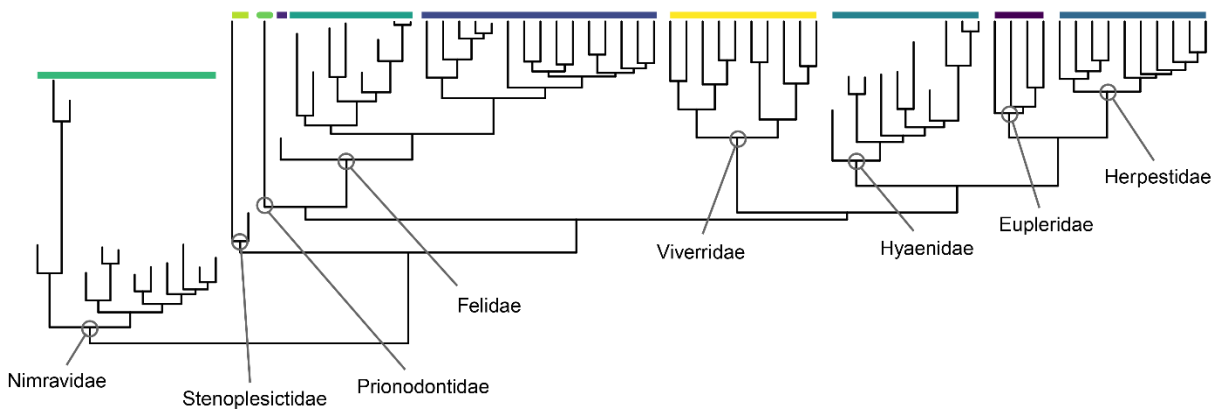 Herpestidae
Eupleridae
Hyaenidae
Viverridae
Felidae
Prionodontidae
Nimravidae
Stenoplesictidae